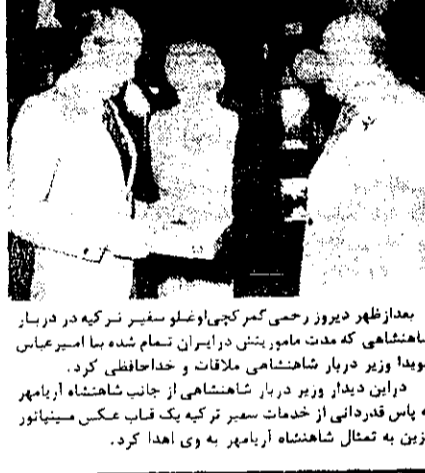 بعدازظهر دیروز رحمی گمرکچی‌اوغلو سفیر ترکیه در دربار
شاهنشاهی که مدت ماموریتش درایران تمام شده با امیرعباس
هویدا وزیر دربار شاهنشاهی ملاقات و خداحافظی کرد.
دراین دیدار وزیر دربار شاهنشاهی از جانب شاهنشاه آریامهر
به پاس قدردانی از خدمات سفیر ترکیه یک قاب عکس مینیاتور
مزین به تمثال شاهنشاه آریامهر به وی اهدا کرد.